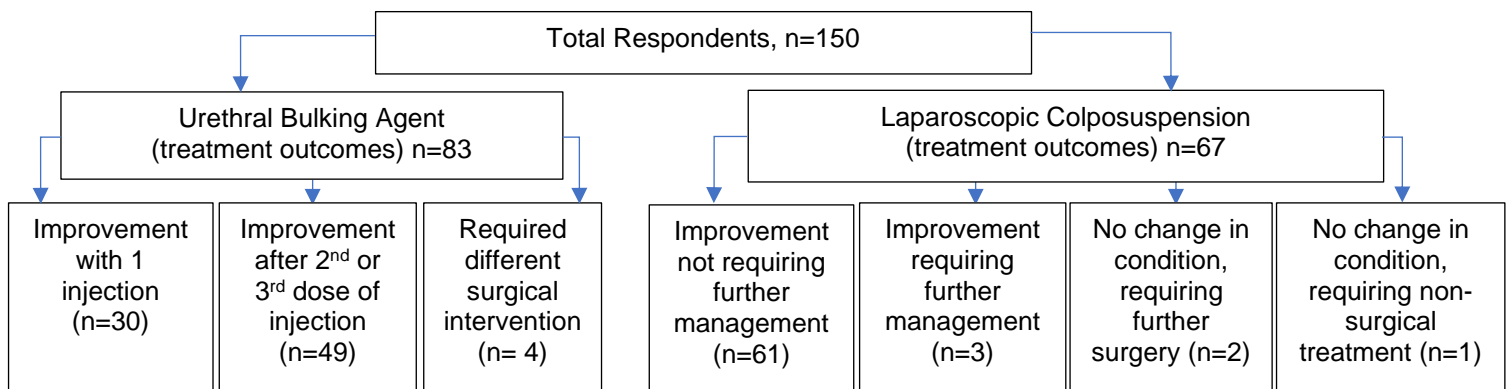 Total Respondents, n=150
Urethral Bulking Agent
(treatment outcomes) n=83
Laparoscopic Colposuspension
(treatment outcomes) n=67
Improvement
with 1
injection
(n=30)
Improvement
after 2nd or
3rd dose of
injection
(n=49)
Required
different
surgical
intervention
(n= 4)
Improvement
not requiring
further
management
(n=61)
Improvement
requiring
further
management
(n=3)
No change in
condition,
requiring
further
surgery (n=2)
No change in
condition,
requiring non-
surgical
treatment (n=1)